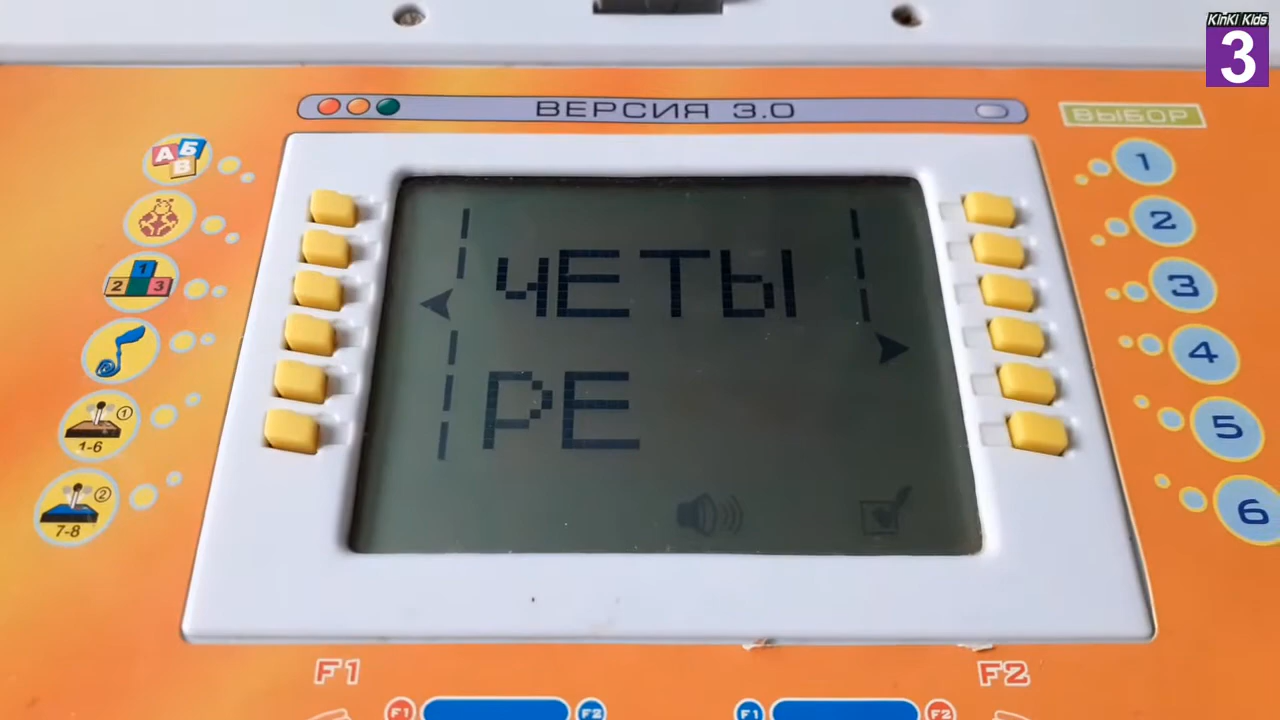 KinKi Kids
3
ВЕРСИЯ 3.0
ВЫБОР
А Б В
1
2
1
2 3
3
ЧЕТЫ
РЕ
4
1
1-6
5
2
7-8
6
F1
F2
F1
F2
F1
F2